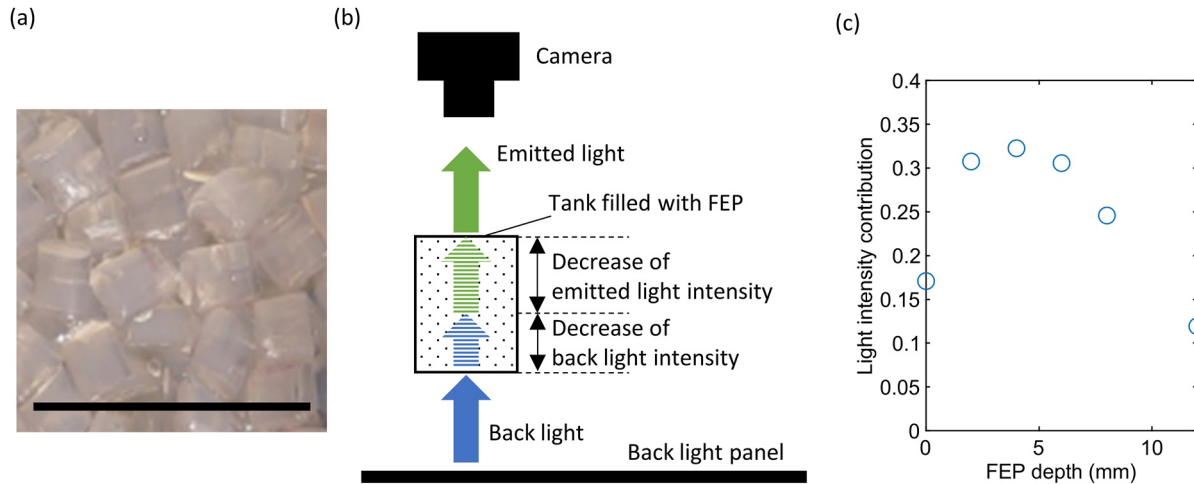 (a)
(b)
Camera
Emitted light
Tank filled with FEP
Decrease of
emitted light intensity
Decrease of
back light intensity
Back light
Back light panel
(c)
Light intensity contribution
0.4
0.35
0.3
0.25
0.2
0.15
0.1
0.05
0
0
5
10
FEP depth (mm)